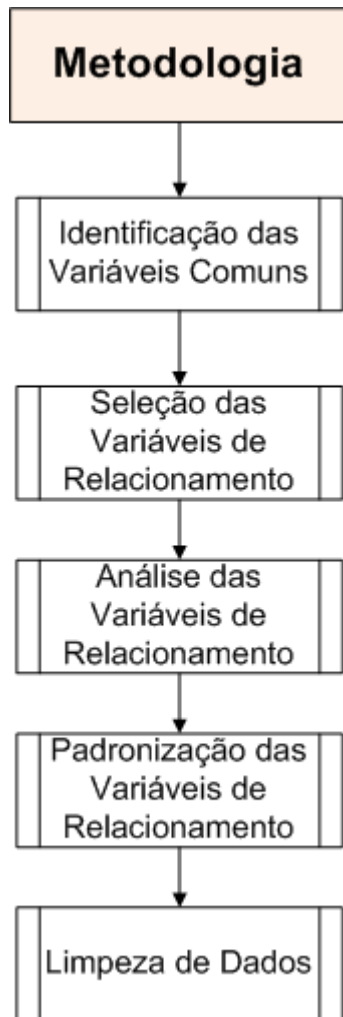 Metodologia
Identificação das
Variáveis Comuns
Seleção das
Variáveis de
Relacionamento
Análise das
Variáveis de
Relacionamento
Padronização das
Variáveis de
Relacionamento
Limpeza de Dados